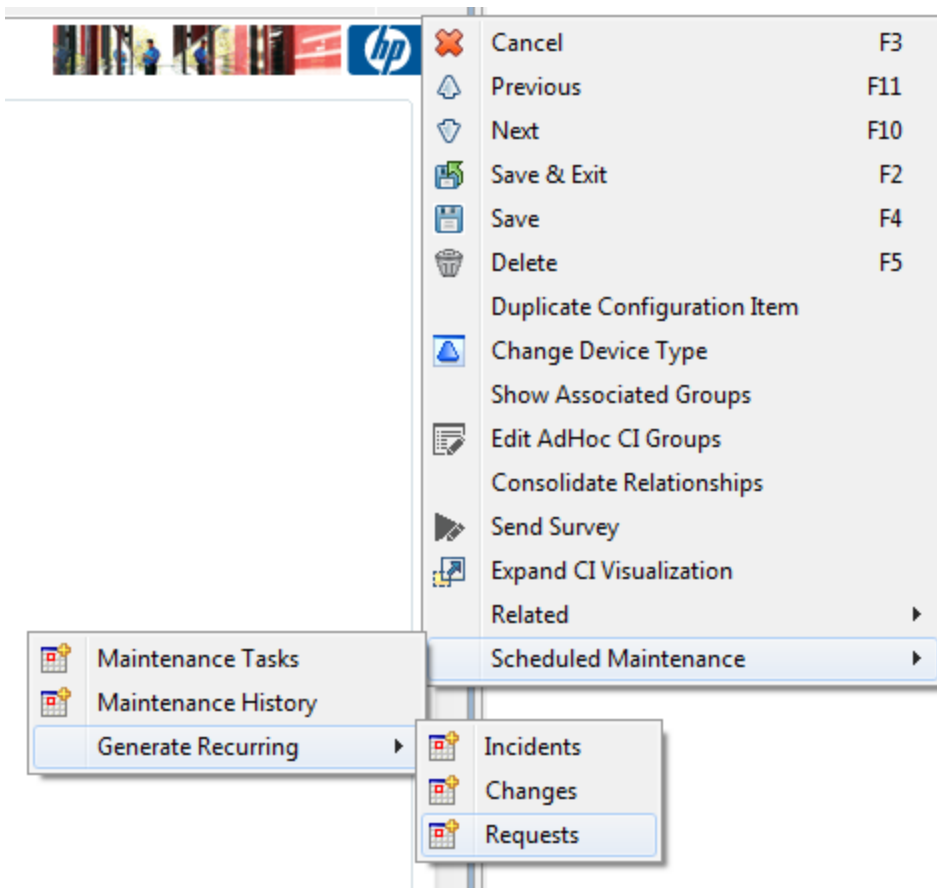 hp
Cancel F3
Previous F11
Next F10
Save & Exit F2
Save F4
Delete F5
Duplicate Configuration Item
Change Device Type
Show Associated Groups
Edit AdHoc CI Groups
Consolidate Relationships
Send Survey
Expand CI Visualization
Related
Scheduled Maintenance
Maintenance Tasks
Maintenance History
Generate Recurring
Incidents
Changes
Requests